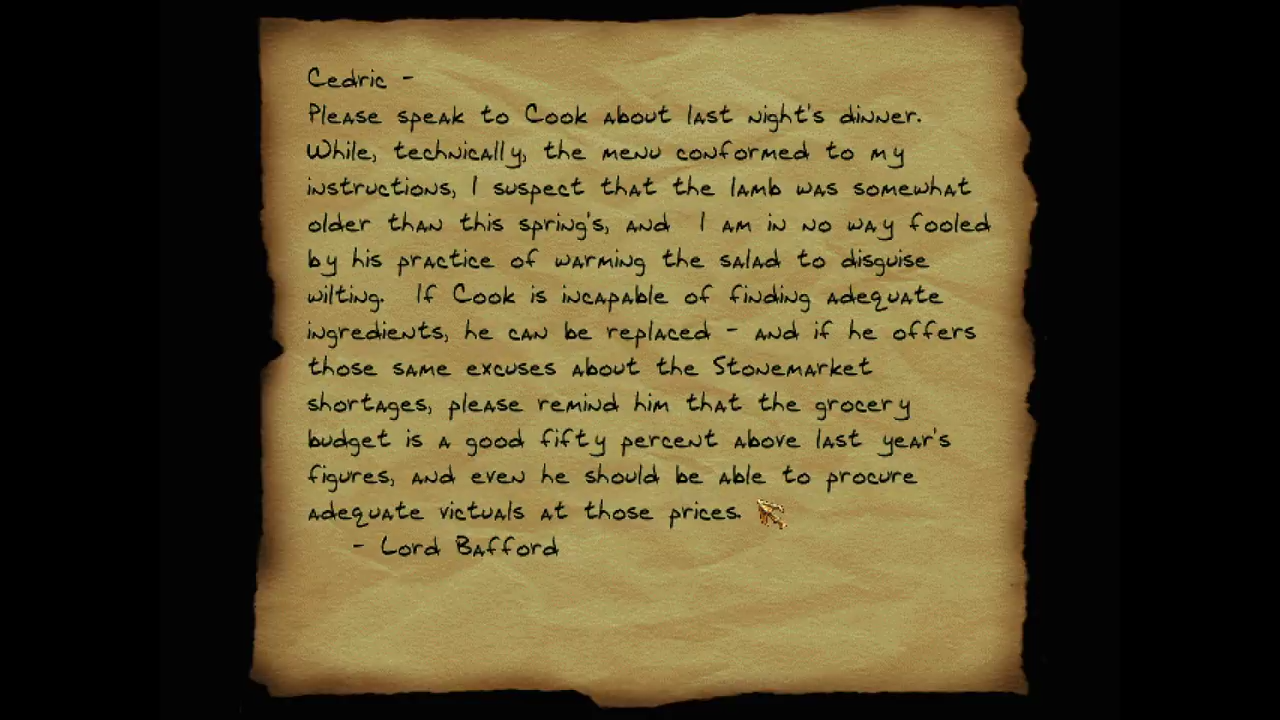 Cedric -
Please speak to Cook about last night's dinner.
While, technically, the menu conformed to my
instructions, I suspect that the lamb was somewhat
older than this spring's, and I am in no way fooled
by his practice of warming the salad to disguise
wilting. If Cook is incapable of finding adequate
ingredients, he can be replaced - and if he offers
those same excuses about the Stonemarket
shortages, please remind him that the grocery
budget is a good fifty percent above last year's
figures, and even he should be able to procure
adequate victuals at those prices.
- Lord Bafford